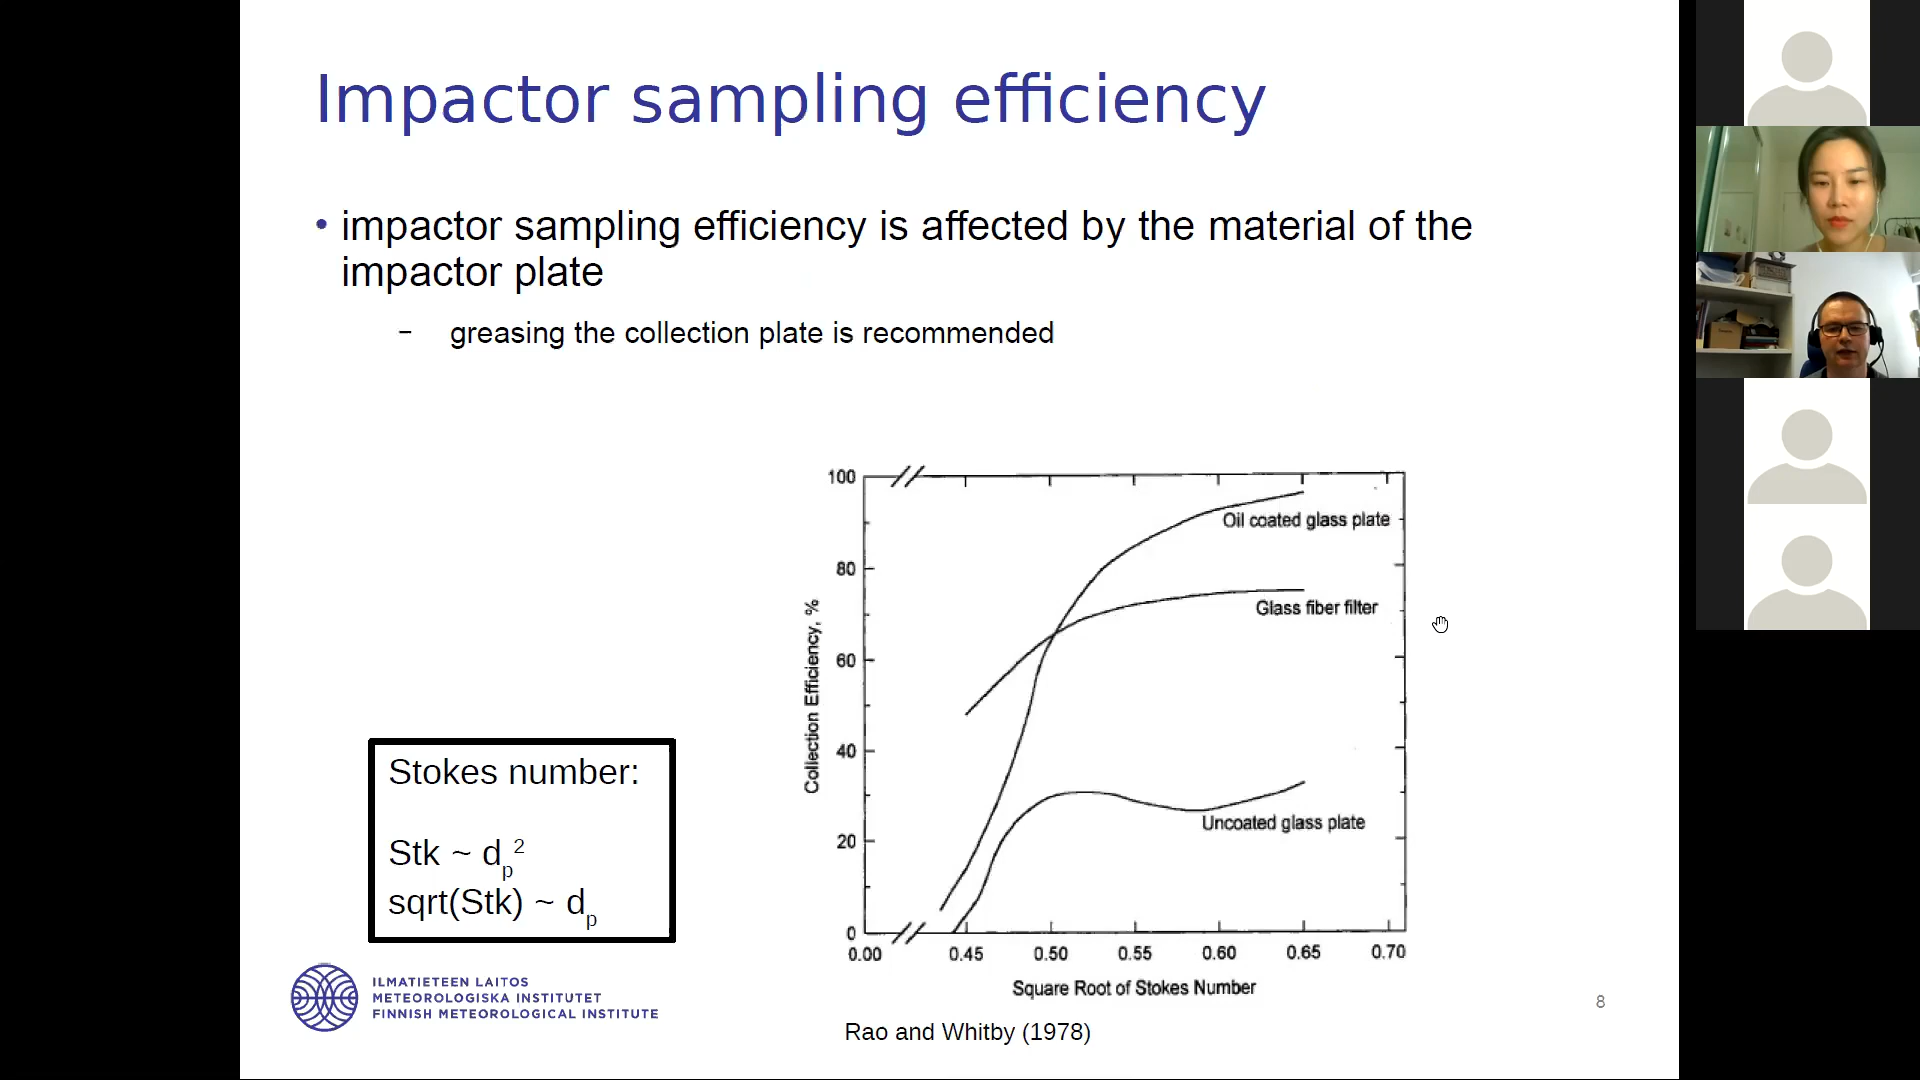 Impactor sampling efficiency
• impactor sampling efficiency is affected by the material of the
impactor plate
– greasing the collection plate is recommended
100
80
60
40
20
0
Collection Efficiency, %
Oil coated glass plate
Glass fiber filter
Uncoated glass plate
0.00 0.45 0.50 0.55 0.60 0.65 0.70
Square Root of Stokes Number
Stokes number:
Stk ~ dp²
sqrt(Stk) ~ dp
ILMATIETEEN LAITOS
METEOROLOGISKA INSTITUTET
FINNISH METEOROLOGICAL INSTITUTE
Rao and Whitby (1978)
8